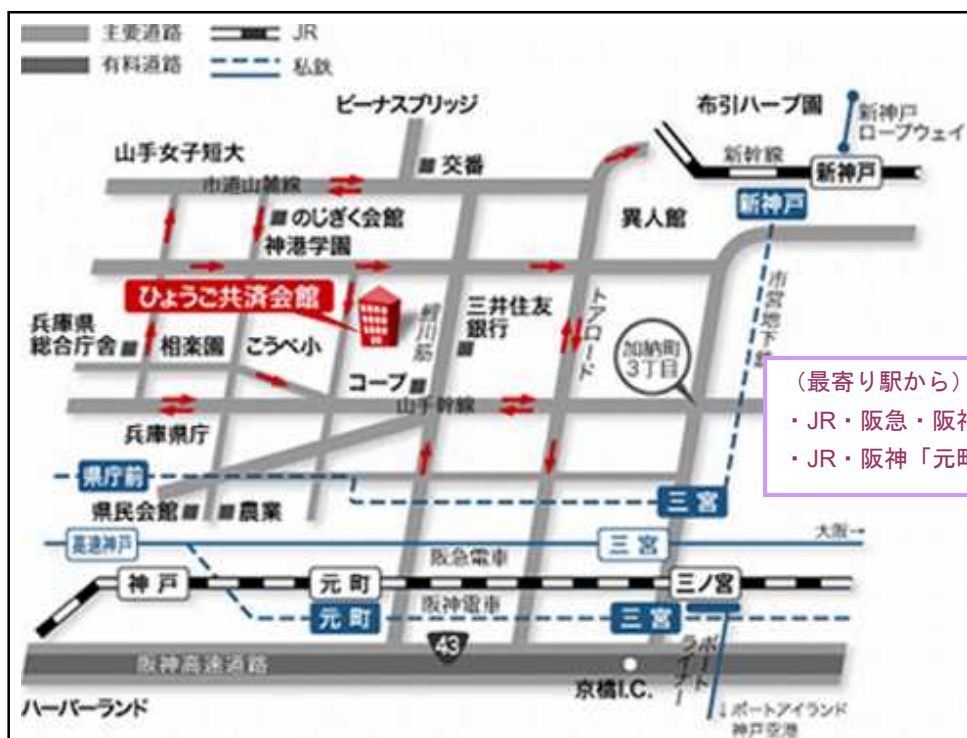 主要道路
JR
有料道路
私鉄
ビーナスブリッジ
布引ハーブ園
新神戸
ロープウェイ
山手女子短大
交番
新幹線
新神戸
市道山麓線
新神戸
のじぎく会館
異人館
神港学園
市営地下鉄
ひょうご共済会館
鯉川筋
三井住友
銀行
トアロード
兵庫県
総合庁舎
相楽園
こうべ小
加納町
3丁目
コープ
山手幹線
(最寄り駅から)
・JR・阪急・阪神
・JR・阪神「元町
兵庫県庁
県庁前
三宮
県民会館
農業
大阪→
高速神戸
三宮
阪急電車
神戸
元町
三ノ宮
元町
阪神電車
三宮
43
ポート
ライナー
阪神高速道路
京橋I.C.
ハーバーランド
↓ポートアイランド
神戸空港